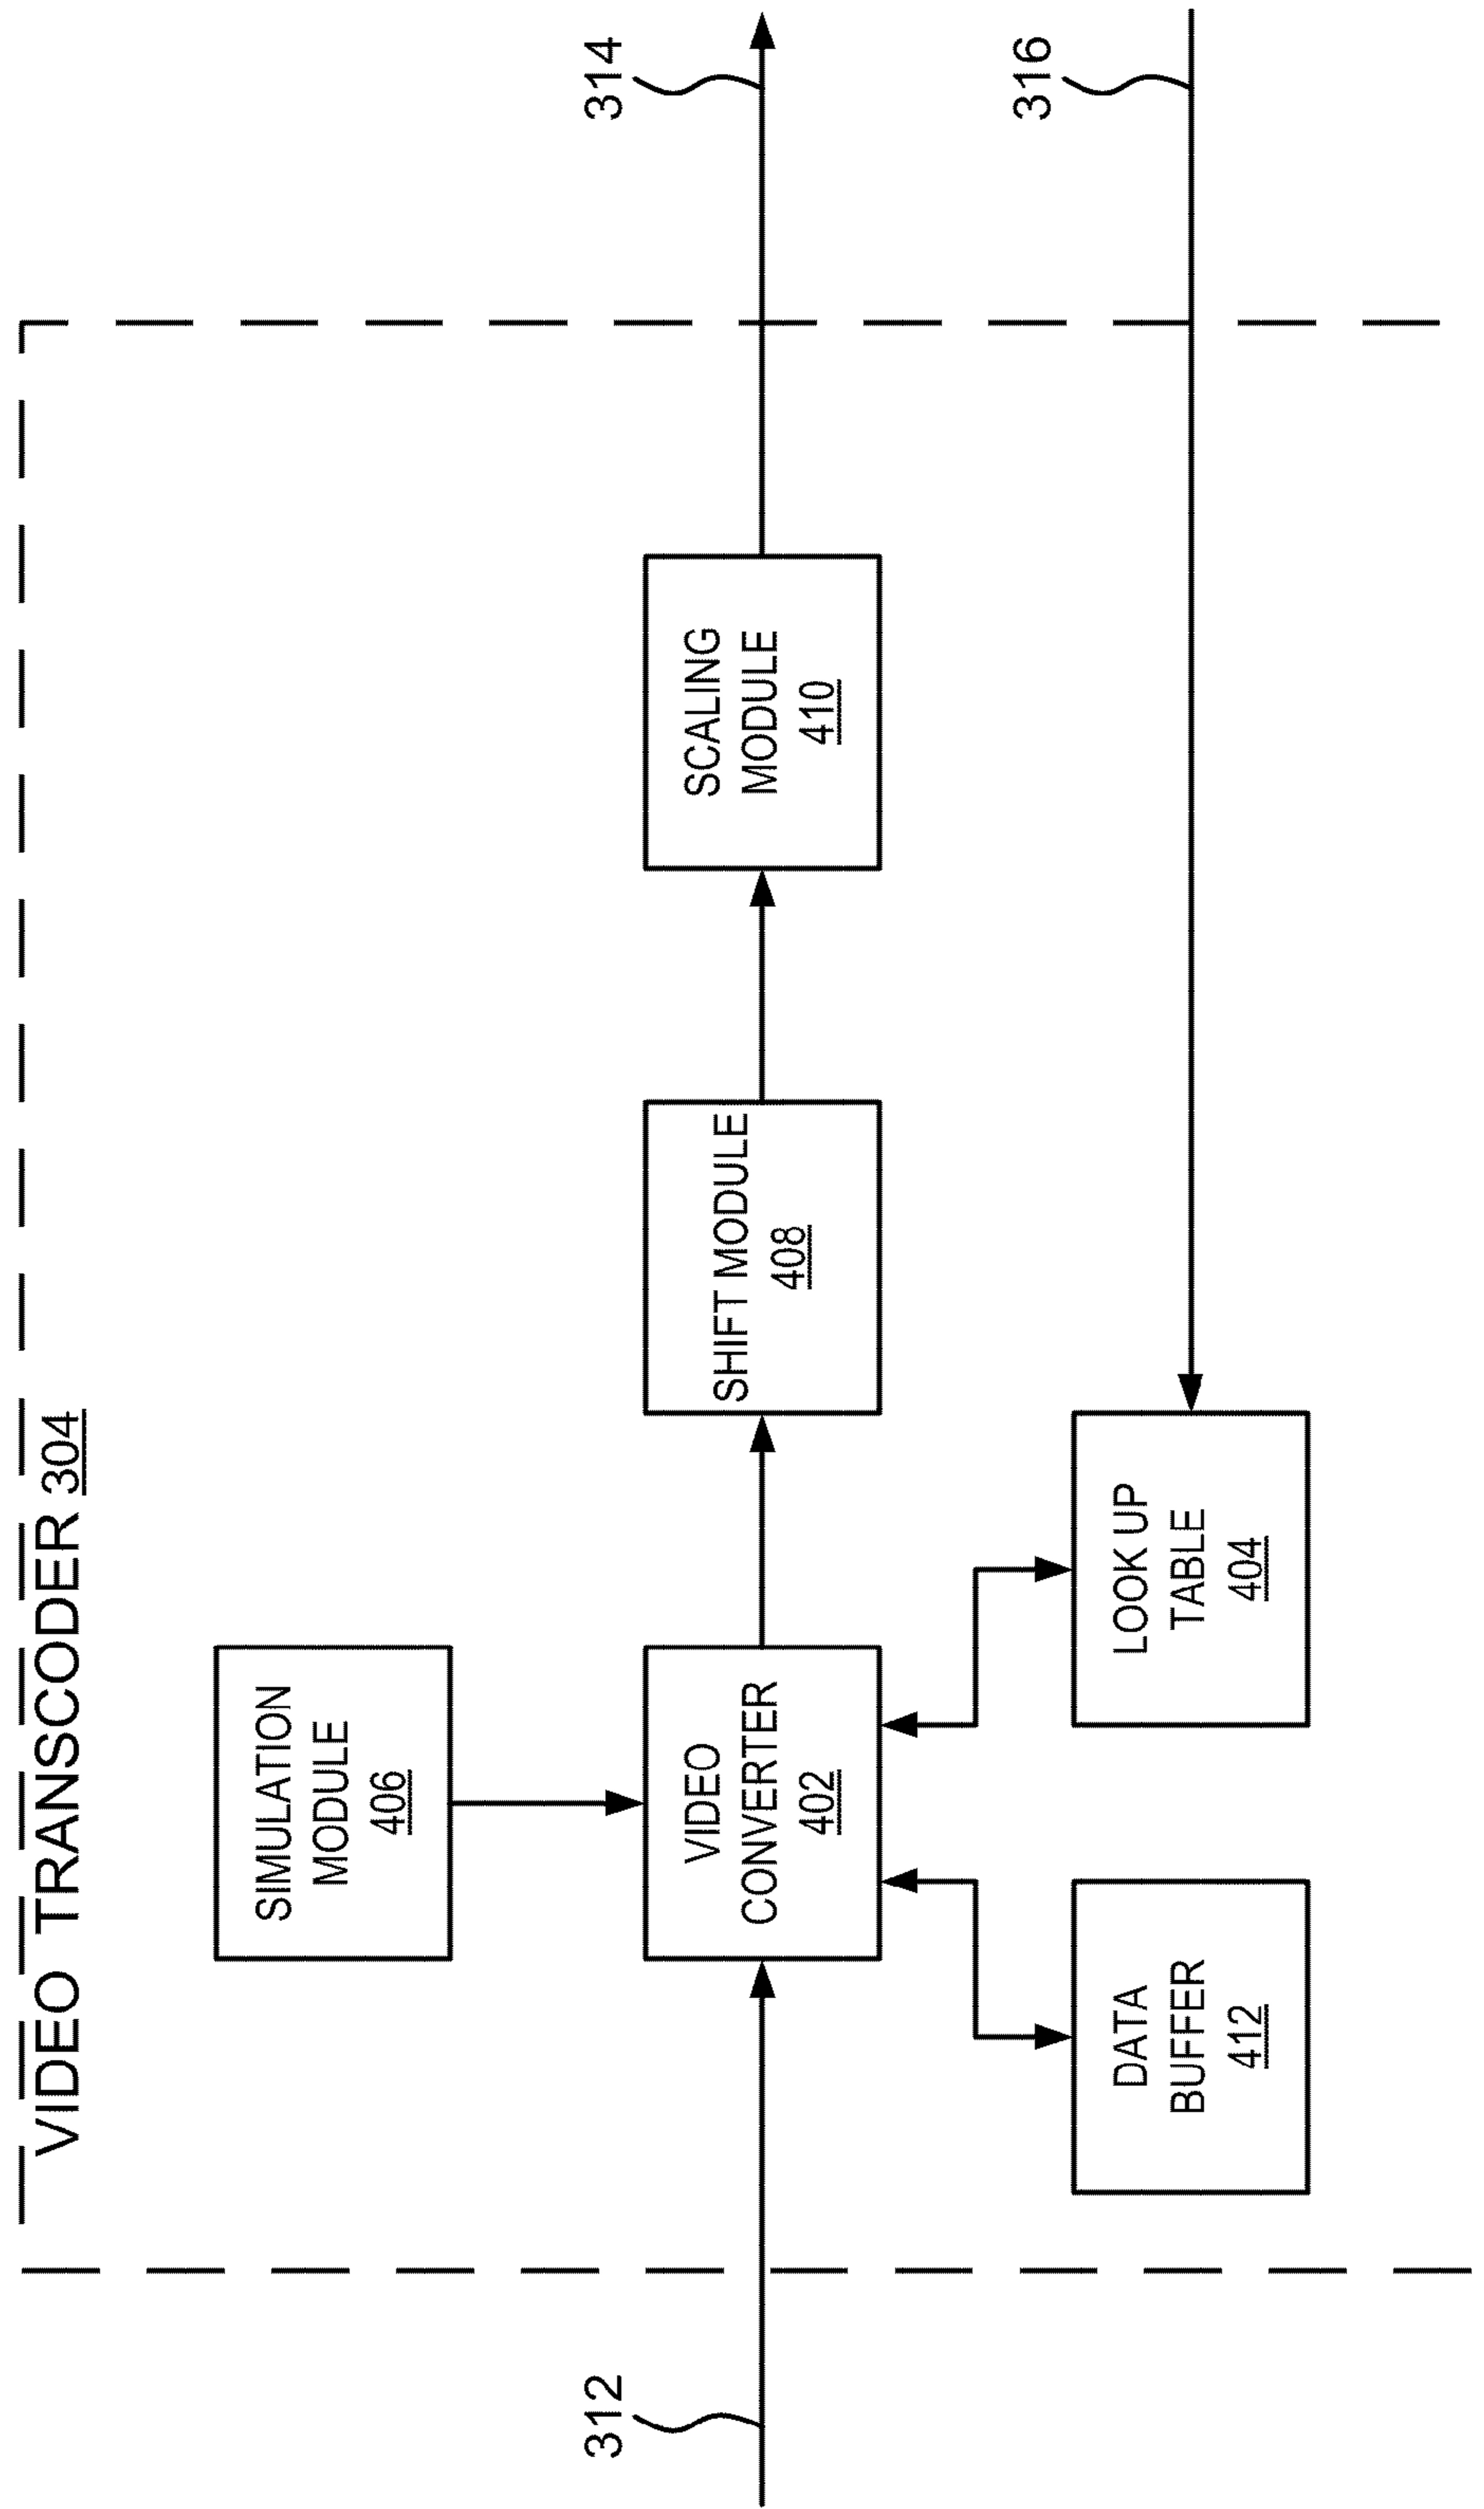 VIDEO TRANSCODER 304
SIMULATION
MODULE
406
312
VIDEO
CONVERTER
402
SHIFT MODULE
408
SCALING
MODULE
410
314
DATA
BUFFER
412
LOOK UP
TABLE
404
316